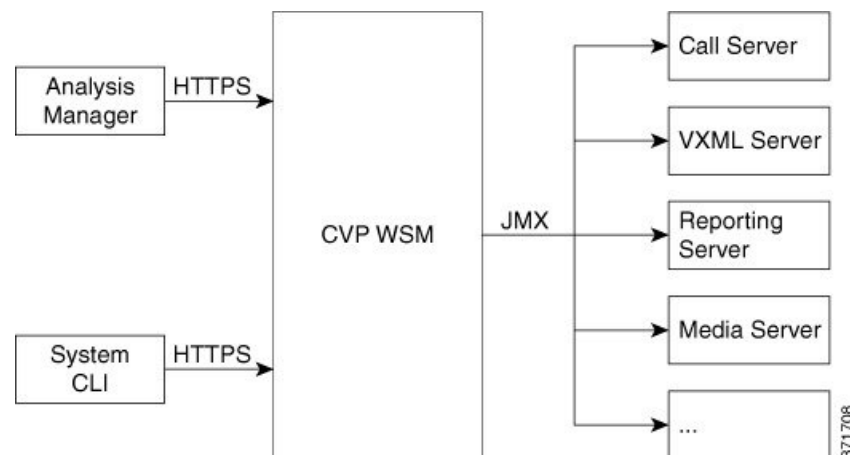 Analysis
Manager
HTTPS
System
CLI
HTTPS
CVP WSM
JMX
Call Server
VXML Server
Reporting
Server
Media Server
...
371708